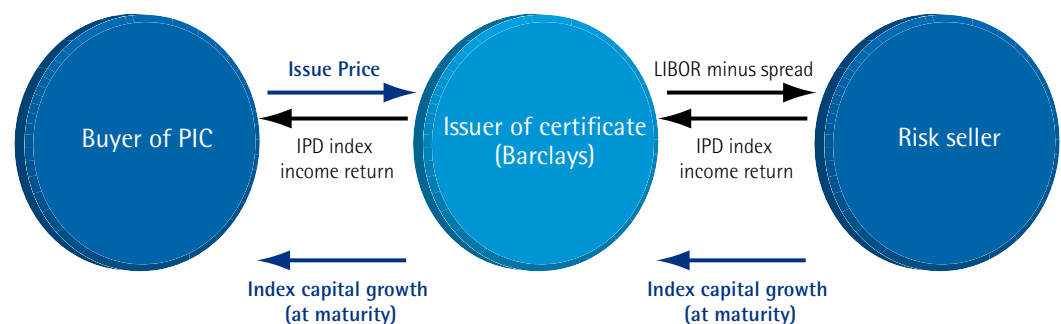 Buyer of PIC
Issue Price
IPD index
income return
Index capital growth
(at maturity)
Issuer of certificate
(Barclays)
LIBOR minus spread
IPD index
income return
Index capital growth
(at maturity)
Risk seller